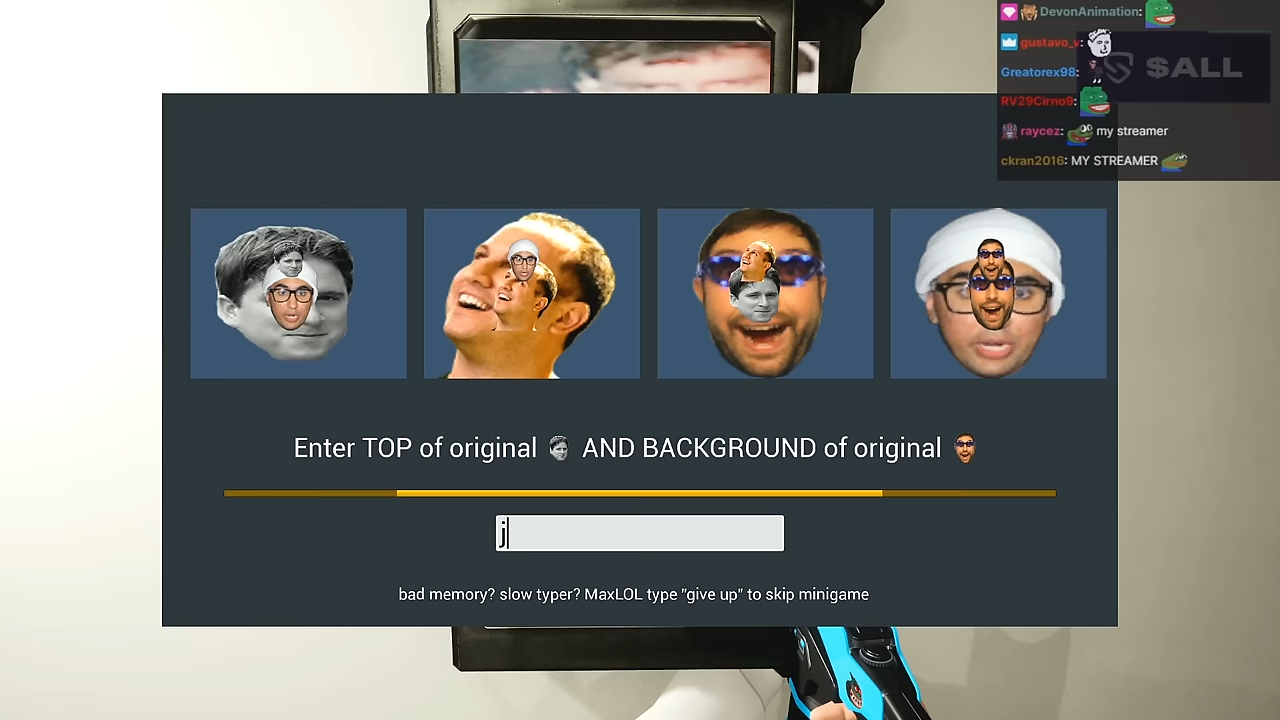 DevonAnimation:
gustavo_v:
Greatorex98:
$ALL
RV29Cirno9:
raycez: my streamer
ckran2016: MY STREAMER
Enter TOP of original AND BACKGROUND of original
j
bad memory? slow typer? MaxLOL type "give up" to skip minigame